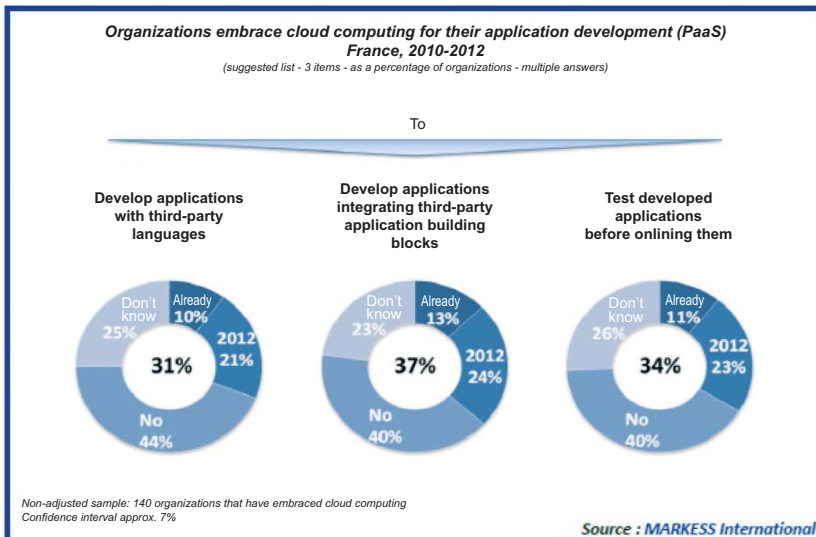 Organizations embrace cloud computing for their application development (PaaS)
France, 2010-2012
(suggested list - 3 items - as a percentage of organizations - multiple answers)
To
Develop applications
with third-party
languages
Develop applications
integrating third-party
application building
blocks
Test developed
applications
before onlining them
Don't
know
25%
Already
10%
2012
21%
31%
No
44%
Don't
know
23%
Already
13%
2012
24%
37%
No
40%
Don't
know
26%
Already
11%
2012
23%
34%
No
40%
Non-adjusted sample: 140 organizations that have embraced cloud computing
Confidence interval approx. 7%
Source : MARKESS International